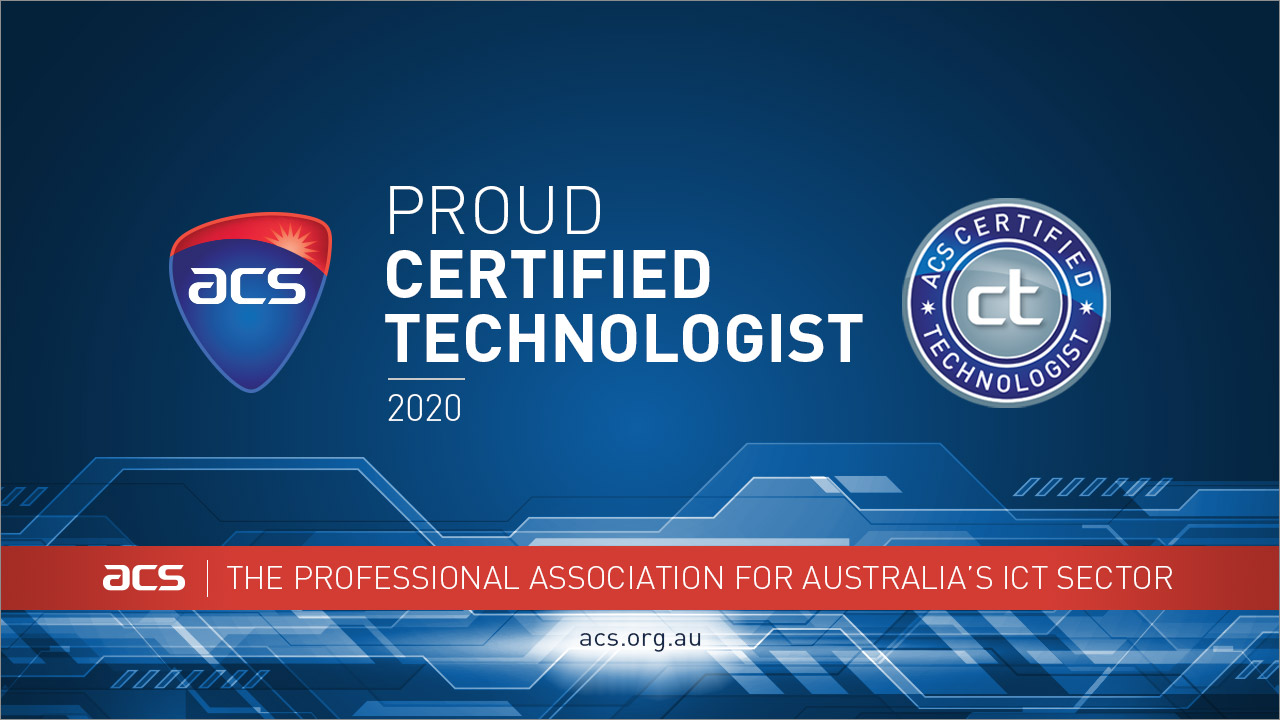 acs
PROUD
CERTIFIED
TECHNOLOGIST
2020
ACS CERTIFIED
ct
TECHNOLOGIST
acs
THE PROFESSIONAL ASSOCIATION FOR AUSTRALIA'S ICT SECTOR
acs.org.au